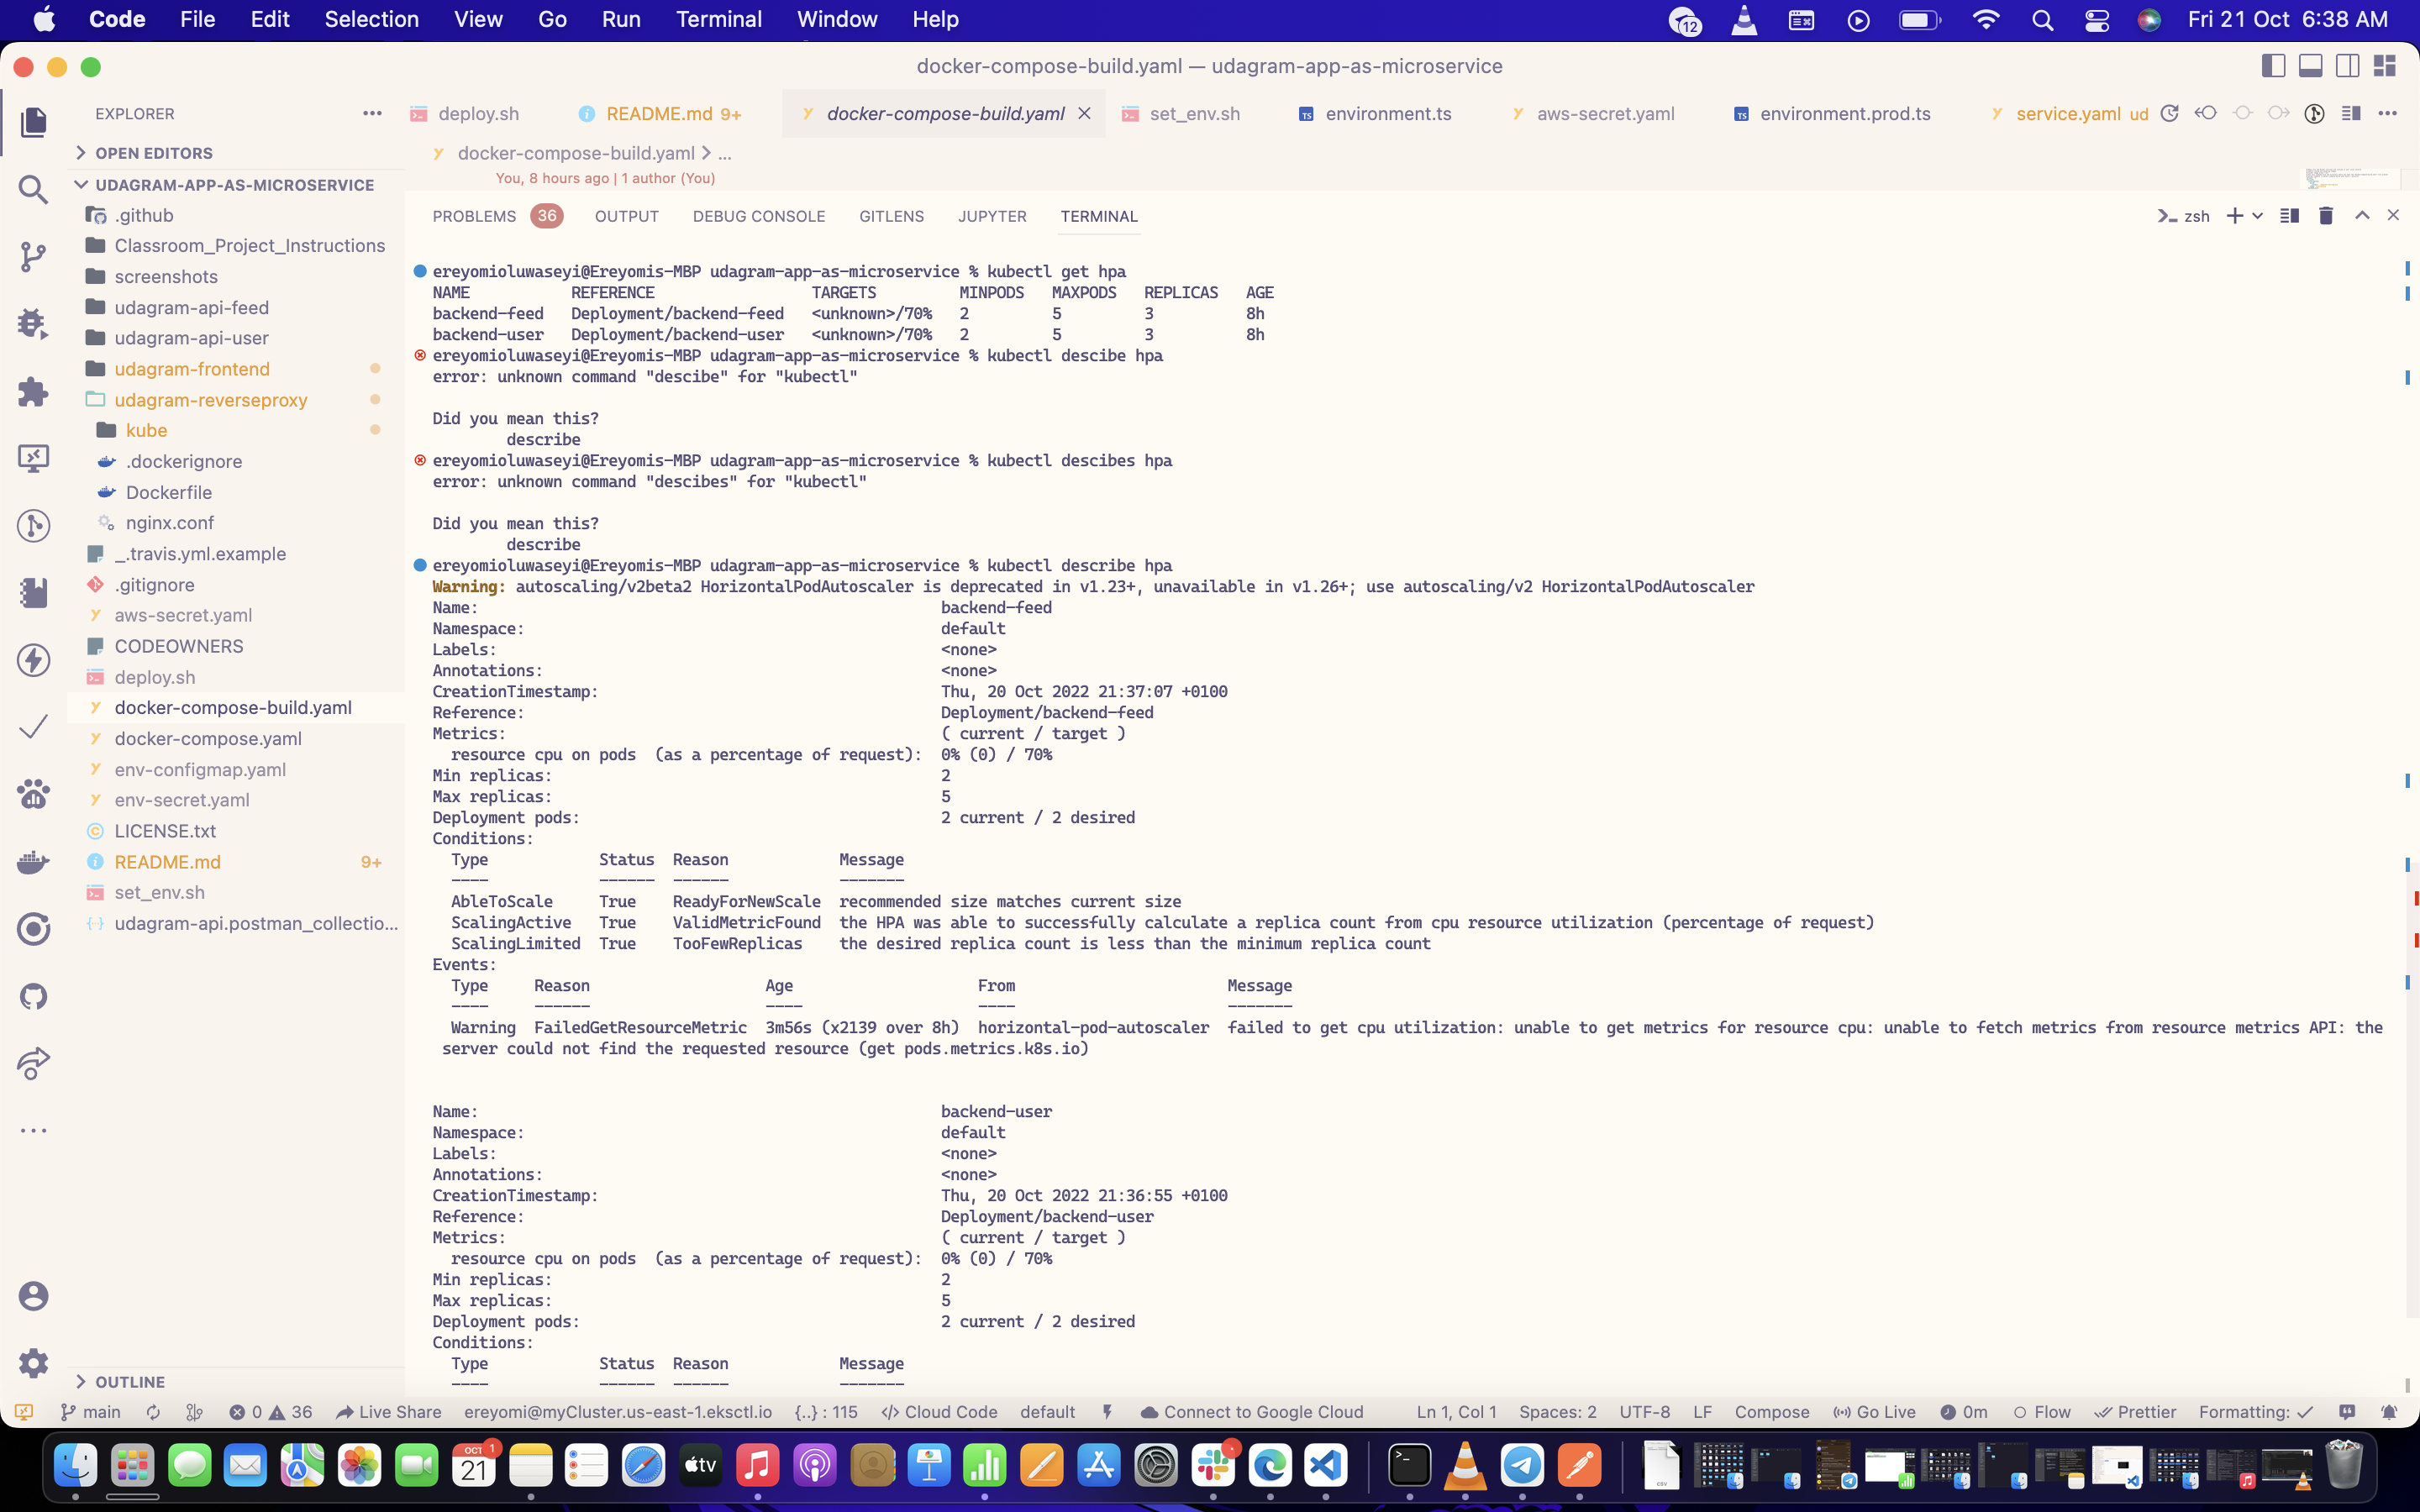 Code File Edit Selection View Go Run Terminal Window Help 12 Fri 21 Oct 6:38 AM
docker-compose-build.yaml — udagram-app-as-microservice
EXPLORER
deploy.sh README.md 9+ docker-compose-build.yaml set_env.sh environment.ts aws-secret.yaml environment.prod.ts service.yaml ud
OPEN EDITORS
docker-compose-build.yaml > ...
You, 8 hours ago | 1 author (You)
UDAGRAM-APP-AS-MICROSERVICE
.github
Classroom_Project_Instructions
screenshots
udagram-api-feed
udagram-api-user
udagram-frontend
udagram-reverseproxy
kube
.dockerignore
Dockerfile
nginx.conf
_.travis.yml.example
.gitignore
aws-secret.yaml
CODEOWNERS
deploy.sh
docker-compose-build.yaml
docker-compose.yaml
env-configmap.yaml
env-secret.yaml
LICENSE.txt
README.md 9+
set_env.sh
udagram-api.postman_collectio...
OUTLINE
PROBLEMS 36 OUTPUT DEBUG CONSOLE GITLENS JUPYTER TERMINAL zsh
ereyomioluwaseyi@Ereyomis-MBP udagram-app-as-microservice % kubectl get hpa
NAME REFERENCE TARGETS MINPODS MAXPODS REPLICAS AGE
backend-feed Deployment/backend-feed <unknown>/70% 2 5 3 8h
backend-user Deployment/backend-user <unknown>/70% 2 5 3 8h
ereyomioluwaseyi@Ereyomis-MBP udagram-app-as-microservice % kubectl descibe hpa
error: unknown command "descibe" for "kubectl"
Did you mean this?
describe
ereyomioluwaseyi@Ereyomis-MBP udagram-app-as-microservice % kubectl descibes hpa
error: unknown command "descibes" for "kubectl"
Did you mean this?
describe
ereyomioluwaseyi@Ereyomis-MBP udagram-app-as-microservice % kubectl describe hpa
Warning: autoscaling/v2beta2 HorizontalPodAutoscaler is deprecated in v1.23+, unavailable in v1.26+; use autoscaling/v2 HorizontalPodAutoscaler
Name: backend-feed
Namespace: default
Labels: <none>
Annotations: <none>
CreationTimestamp: Thu, 20 Oct 2022 21:37:07 +0100
Reference: Deployment/backend-feed
Metrics: ( current / target )
resource cpu on pods (as a percentage of request): 0% (0) / 70%
Min replicas: 2
Max replicas: 5
Deployment pods: 2 current / 2 desired
Conditions:
Type Status Reason Message
---- ------ ------ -------
AbleToScale True ReadyForNewScale recommended size matches current size
ScalingActive True ValidMetricFound the HPA was able to successfully calculate a replica count from cpu resource utilization (percentage of request)
ScalingLimited True TooFewReplicas the desired replica count is less than the minimum replica count
Events:
Type Reason Age From Message
---- ------ ---- ---- -------
Warning FailedGetResourceMetric 3m56s (x2139 over 8h) horizontal-pod-autoscaler failed to get cpu utilization: unable to get metrics for resource cpu: unable to fetch metrics from resource metrics API: the
server could not find the requested resource (get pods.metrics.k8s.io)
Name: backend-user
Namespace: default
Labels: <none>
Annotations: <none>
CreationTimestamp: Thu, 20 Oct 2022 21:36:55 +0100
Reference: Deployment/backend-user
Metrics: ( current / target )
resource cpu on pods (as a percentage of request): 0% (0) / 70%
Min replicas: 2
Max replicas: 5
Deployment pods: 2 current / 2 desired
Conditions:
Type Status Reason Message
---- ------ ------ -------
main 0 36 Live Share ereyomi@myCluster.us-east-1.eksctl.io {..} : 115 </> Cloud Code default Connect to Google Cloud Ln 1, Col 1 Spaces: 2 UTF-8 LF Compose Go Live 0m Flow Prettier Formatting:
OCT 21 1 tv